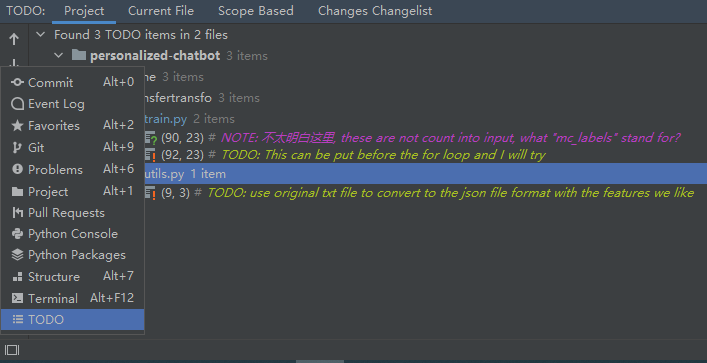 TODO: Project Current File Scope Based Changes Changelist
Found 3 TODO items in 2 files
personalized-chatbot 3 items
ne 3 items
nsfertransfo 3 items
train.py 2 items
(90, 23) # NOTE: 不太明白这里, these are not count into input, what "mc_labels" stand for?
(92, 23) # TODO: This can be put before the for loop and I will try
utils.py 1 item
(9, 3) # TODO: use original txt file to convert to the json file format with the features we like
Commit Alt+0
Event Log
Favorites Alt+2
Git Alt+9
Problems Alt+6
Project Alt+1
Pull Requests
Python Console
Python Packages
Structure Alt+7
Terminal Alt+F12
TODO